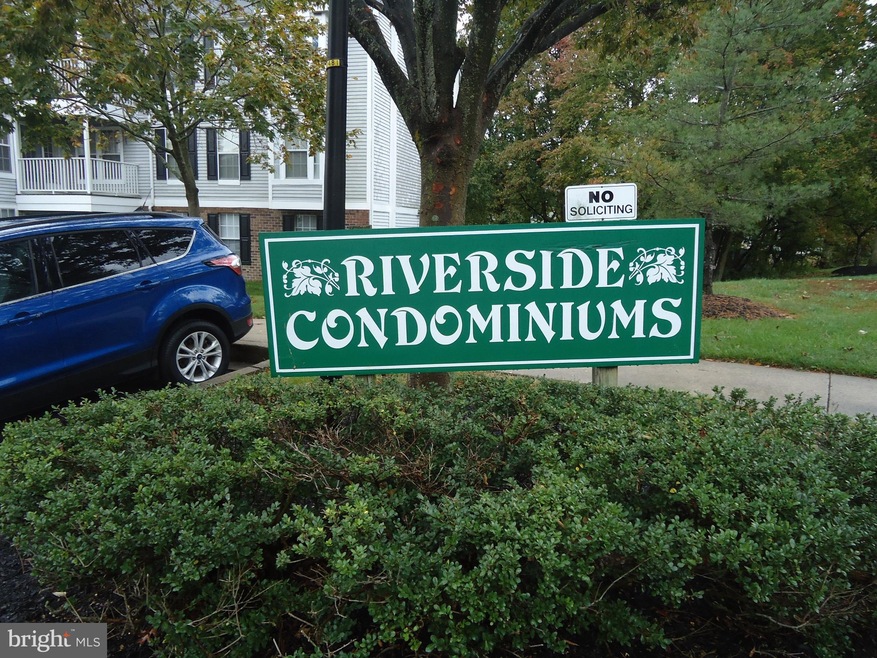 NO
SOLICITING
RIVERSIDE
CONDOMINIUMS
bright MLS